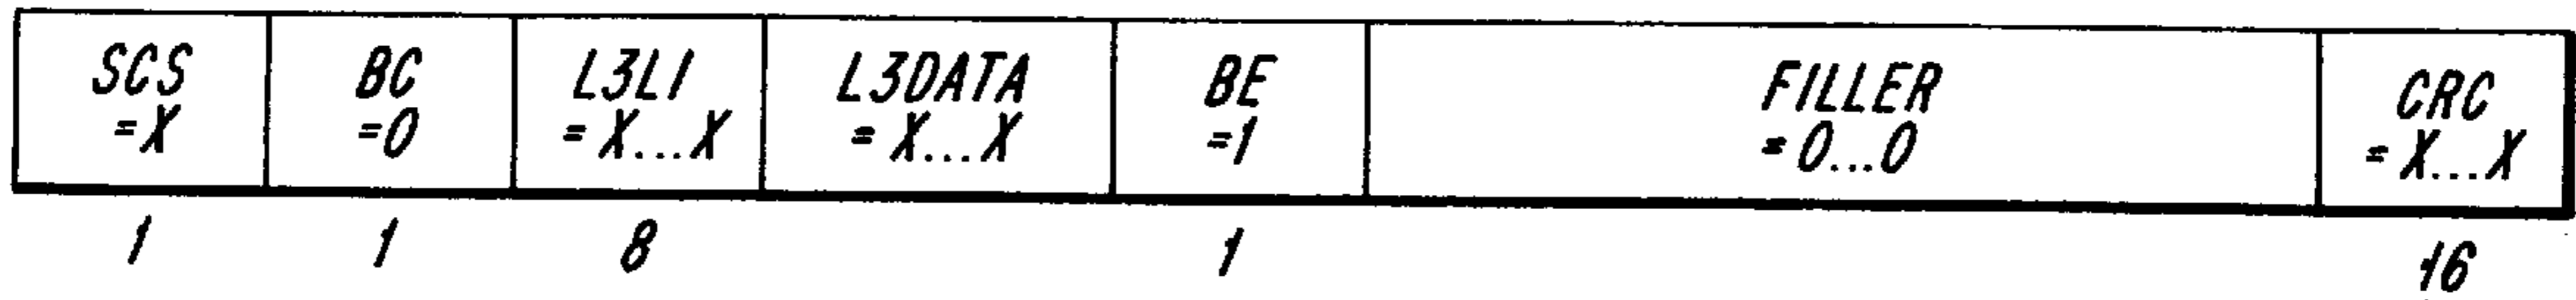 SCS BC L3LI L3DATA BE FILLER CRC
=X =0 =X...X =X...X =1 =0...0 =X...X
1 1 8 1 16